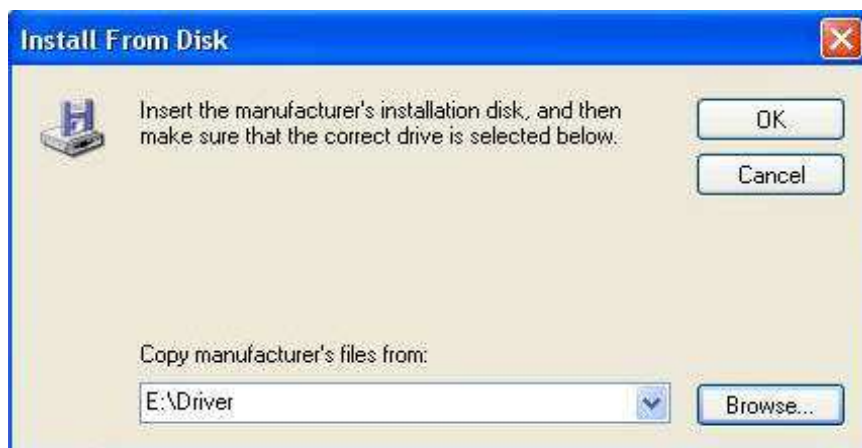 Install From Disk
Insert the manufacturer's installation disk, and then
make sure that the correct drive is selected below.
OK
Cancel
Copy manufacturer's files from:
E:\Driver
Browse...